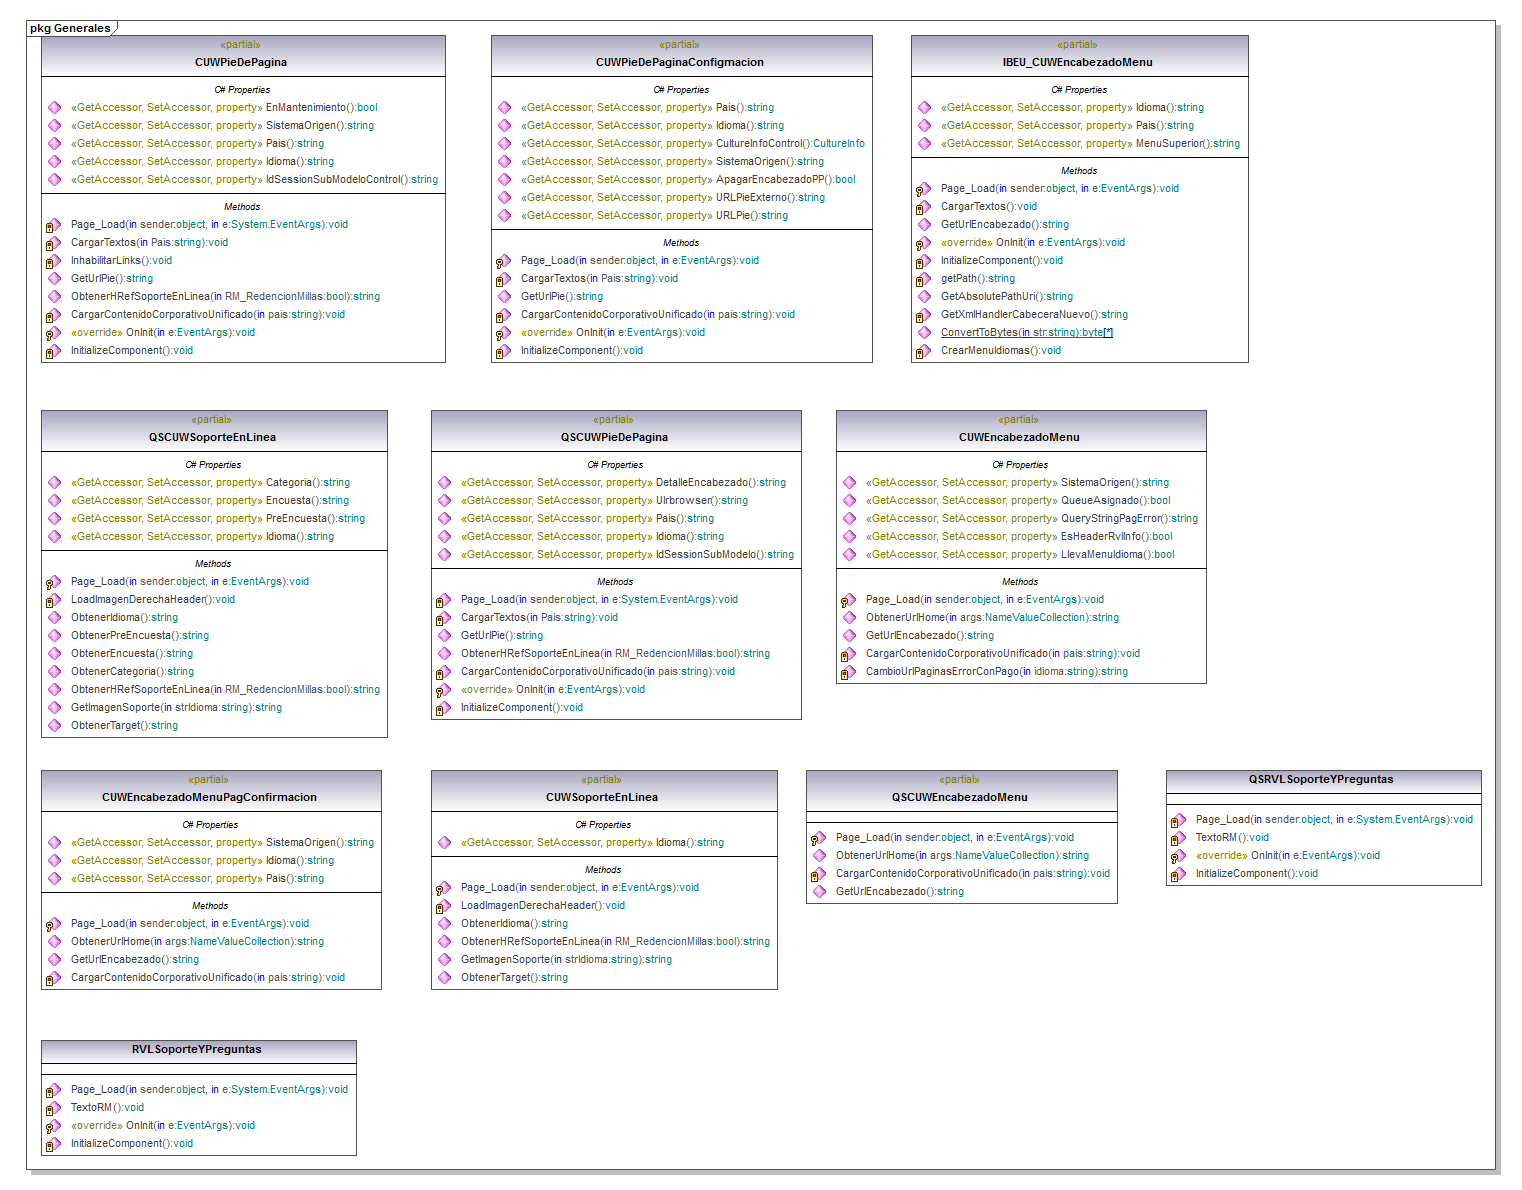 pkg Generales
«partial»
CUWPieDePagina
C# Properties
«GetAccessor, SetAccessor, property» EnMantenimiento():bool
«GetAccessor, SetAccessor, property» SistemaOrigen():string
«GetAccessor, SetAccessor, property» Pais():string
«GetAccessor, SetAccessor, property» Idioma():string
«GetAccessor, SetAccessor, property» IdSessionSubModeloControl():string
Methods
Page_Load(in sender:object, in e:System.EventArgs):void
CargarTextos(in Pais:string):void
InhabilitarLinks():void
GetUrlPie():string
ObtenerHRefSoporteEnLinea(in RM_RedencionMillas:bool):string
CargarContenidoCorporativoUnificado(in pais:string):void
«override» OnInit(in e:EventArgs):void
InitializeComponent():void
«partial»
CUWPieDePaginaConfigmacion
C# Properties
«GetAccessor, SetAccessor, property» Pais():string
«GetAccessor, SetAccessor, property» Idioma():string
«GetAccessor, SetAccessor, property» CultureInfoControl():CultureInfo
«GetAccessor, SetAccessor, property» SistemaOrigen():string
«GetAccessor, SetAccessor, property» ApagarEncabezadoPP():bool
«GetAccessor, SetAccessor, property» URLPieExterno():string
«GetAccessor, SetAccessor, property» URLPie():string
Methods
Page_Load(in sender:object, in e:EventArgs):void
CargarTextos(in Pais:string):void
GetUrlPie():string
CargarContenidoCorporativoUnificado(in pais:string):void
«override» OnInit(in e:EventArgs):void
InitializeComponent():void
«partial»
IBEU_CUWEncabezadoMenu
C# Properties
«GetAccessor, SetAccessor, property» Idioma():string
«GetAccessor, SetAccessor, property» Pais():string
«GetAccessor, SetAccessor, property» MenuSuperior():string
Methods
Page_Load(in sender:object, in e:EventArgs):void
CargarTextos():void
GetUrlEncabezado():string
«override» OnInit(in e:EventArgs):void
InitializeComponent():void
getPath():string
GetAbsolutePathUri():string
GetXmlHandlerCabeceraNuevo():string
ConvertToBytes(in str:string):byte[*]
CrearMenuIdiomas():void
«partial»
QSCUWSoporteEnLinea
C# Properties
«GetAccessor, SetAccessor, property» Categoria():string
«GetAccessor, SetAccessor, property» Encuesta():string
«GetAccessor, SetAccessor, property» PreEncuesta():string
«GetAccessor, SetAccessor, property» Idioma():string
Methods
Page_Load(in sender:object, in e:EventArgs):void
LoadImagenDerechaHeader():void
ObtenerIdioma():string
ObtenerPreEncuesta():string
ObtenerEncuesta():string
ObtenerCategoria():string
ObtenerHRefSoporteEnLinea(in RM_RedencionMillas:bool):string
GetImagenSoporte(in strIdioma:string):string
ObtenerTarget():string
«partial»
QSCUWPieDePagina
C# Properties
«GetAccessor, SetAccessor, property» DetalleEncabezado():string
«GetAccessor, SetAccessor, property» Ulrbrowser():string
«GetAccessor, SetAccessor, property» Pais():string
«GetAccessor, SetAccessor, property» Idioma():string
«GetAccessor, SetAccessor, property» IdSessionSubModelo():string
Methods
Page_Load(in sender:object, in e:System.EventArgs):void
CargarTextos(in Pais:string):void
GetUrlPie():string
ObtenerHRefSoporteEnLinea(in RM_RedencionMillas:bool):string
CargarContenidoCorporativoUnificado(in pais:string):void
«override» OnInit(in e:EventArgs):void
InitializeComponent():void
«partial»
CUWEncabezadoMenu
C# Properties
«GetAccessor, SetAccessor, property» SistemaOrigen():string
«GetAccessor, SetAccessor, property» QueueAsignado():bool
«GetAccessor, SetAccessor, property» QueryStringPagError():string
«GetAccessor, SetAccessor, property» EsHeaderRvlInfo():bool
«GetAccessor, SetAccessor, property» LlevaMenuIdioma():bool
Methods
Page_Load(in sender:object, in e:EventArgs):void
ObtenerUrlHome(in args:NameValueCollection):string
GetUrlEncabezado():string
CargarContenidoCorporativoUnificado(in pais:string):void
CambioUrlPaginasErrorConPago(in idioma:string):string
«partial»
CUWEncabezadoMenuPagConfirmacion
C# Properties
«GetAccessor, SetAccessor, property» SistemaOrigen():string
«GetAccessor, SetAccessor, property» Idioma():string
«GetAccessor, SetAccessor, property» Pais():string
Methods
Page_Load(in sender:object, in e:EventArgs):void
ObtenerUrlHome(in args:NameValueCollection):string
GetUrlEncabezado():string
CargarContenidoCorporativoUnificado(in pais:string):void
«partial»
CUWSoporteEnLinea
C# Properties
«GetAccessor, SetAccessor, property» Idioma():string
Methods
Page_Load(in sender:object, in e:EventArgs):void
LoadImagenDerechaHeader():void
ObtenerIdioma():string
ObtenerHRefSoporteEnLinea(in RM_RedencionMillas:bool):string
GetImagenSoporte(in strIdioma:string):string
ObtenerTarget():string
«partial»
QSCUWEncabezadoMenu
Page_Load(in sender:object, in e:EventArgs):void
ObtenerUrlHome(in args:NameValueCollection):string
CargarContenidoCorporativoUnificado(in pais:string):void
GetUrlEncabezado():string
QSRVLSoporteYPreguntas
Page_Load(in sender:object, in e:System.EventArgs):void
TextoRM():void
«override» OnInit(in e:EventArgs):void
InitializeComponent():void
RVLSoporteYPreguntas
Page_Load(in sender:object, in e:System.EventArgs):void
TextoRM():void
«override» OnInit(in e:EventArgs):void
InitializeComponent():void